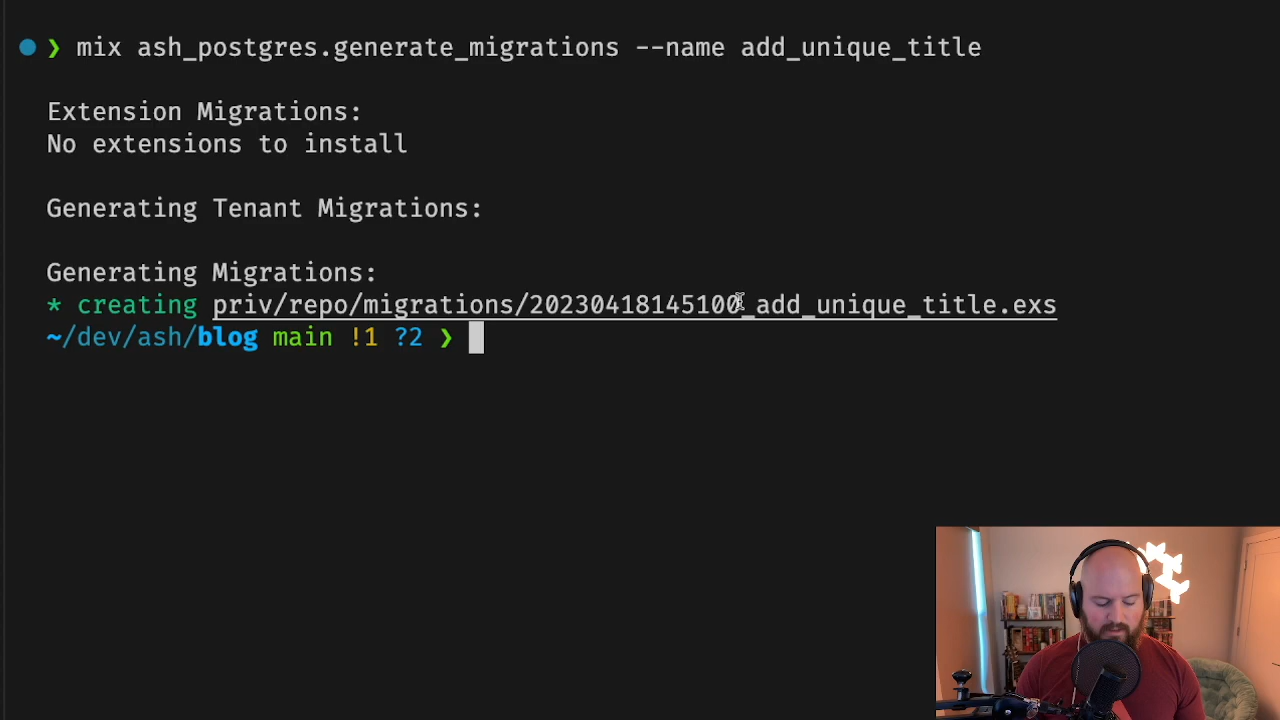 ❯ mix ash_postgres.generate_migrations --name add_unique_title
Extension Migrations:
No extensions to install
Generating Tenant Migrations:
Generating Migrations:
* creating priv/repo/migrations/20230418145100_add_unique_title.exs
~/dev/ash/blog main !1 ?2 ❯